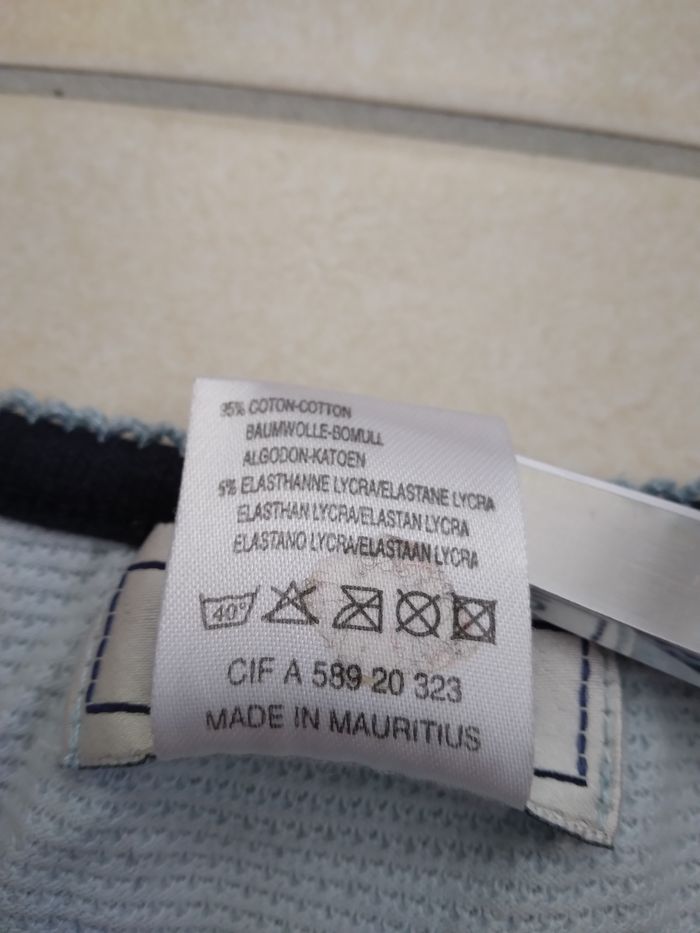 95% COTON-COTTON
BAUMWOLLE-BOMULL
ALGODON-KATOEN
5% ELASTHANNE LYCRA/ELASTANE LYCRA
ELASTHAN LYCRA/ELASTAN LYCRA
ELASTANO LYCRA/ELASTAAN LYCRA
40°
CIF A 589 20 323
MADE IN MAURITIUS